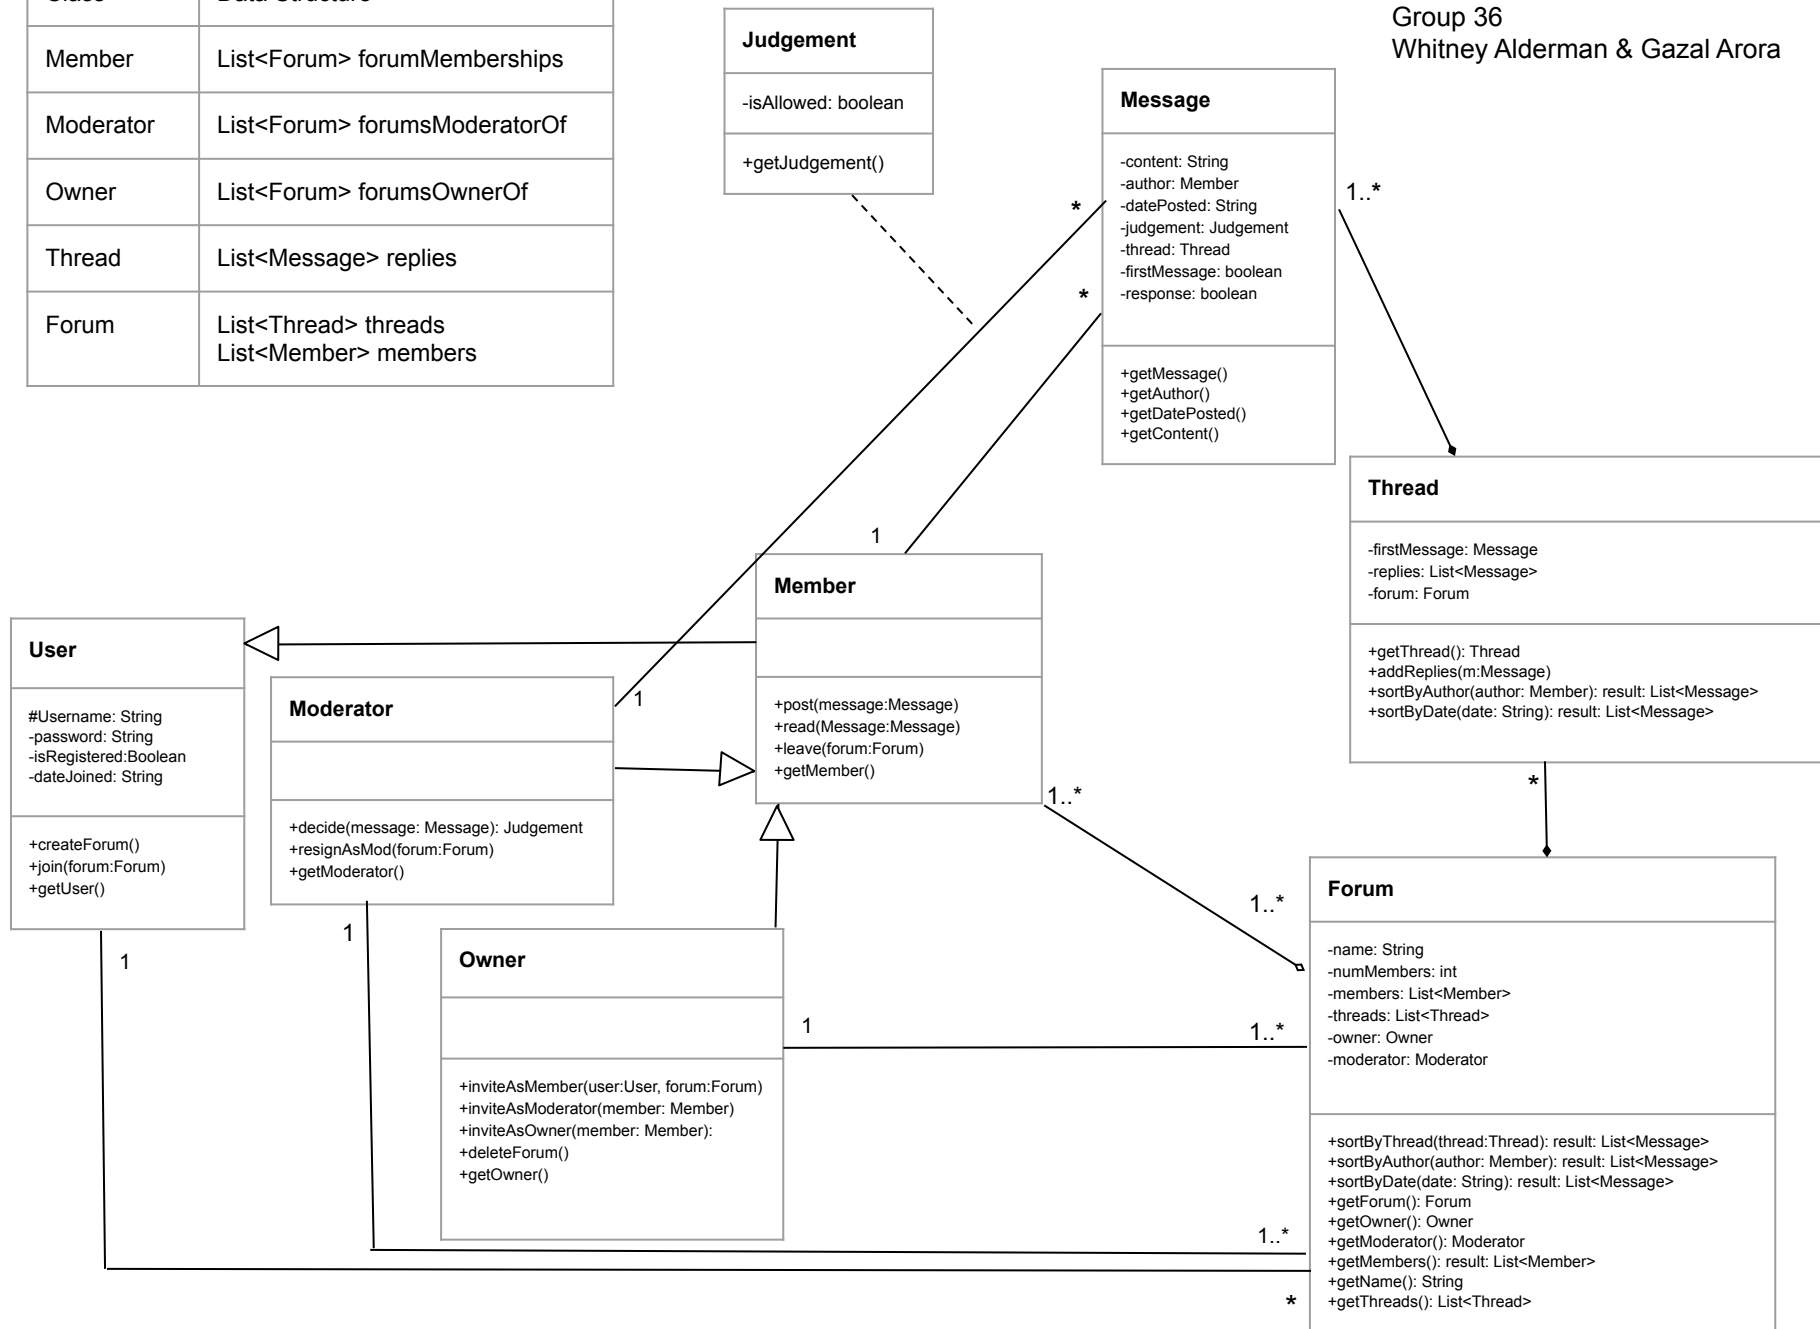 Class Data Structure
Member List<Forum> forumMemberships
Moderator List<Forum> forumsModeratorOf
Owner List<Forum> forumsOwnerOf
Thread List<Message> replies
Forum List<Thread> threads
List<Member> members
Group 36
Whitney Alderman & Gazal Arora
Judgement
-isAllowed: boolean
+getJudgement()
Message
-content: String
-author: Member
-datePosted: String
-judgement: Judgement
-thread: Thread
-firstMessage: boolean
-response: boolean
+getMessage()
+getAuthor()
+getDatePosted()
+getContent()
*
*
1..*
1
Thread
-firstMessage: Message
-replies: List<Message>
-forum: Forum
+getThread(): Thread
+addReplies(m:Message)
+sortByAuthor(author: Member): result: List<Message>
+sortByDate(date: String): result: List<Message>
*
Member
+post(message:Message)
+read(Message:Message)
+leave(forum:Forum)
+getMember()
1..*
User
#Username: String
-password: String
-isRegistered:Boolean
-dateJoined: String
+createForum()
+join(forum:Forum)
+getUser()
1
Moderator
+decide(message: Message): Judgement
+resignAsMod(forum:Forum)
+getModerator()
1
1
Owner
+inviteAsMember(user:User, forum:Forum)
+inviteAsModerator(member: Member)
+inviteAsOwner(member: Member):
+deleteForum()
+getOwner()
1
1..*
1..*
1..*
*
Forum
-name: String
-numMembers: int
-members: List<Member>
-threads: List<Thread>
-owner: Owner
-moderator: Moderator
+sortByThread(thread:Thread): result: List<Message>
+sortByAuthor(author: Member): result: List<Message>
+sortByDate(date: String): result: List<Message>
+getForum(): Forum
+getOwner(): Owner
+getModerator(): Moderator
+getMembers(): result: List<Member>
+getName(): String
+getThreads(): List<Thread>